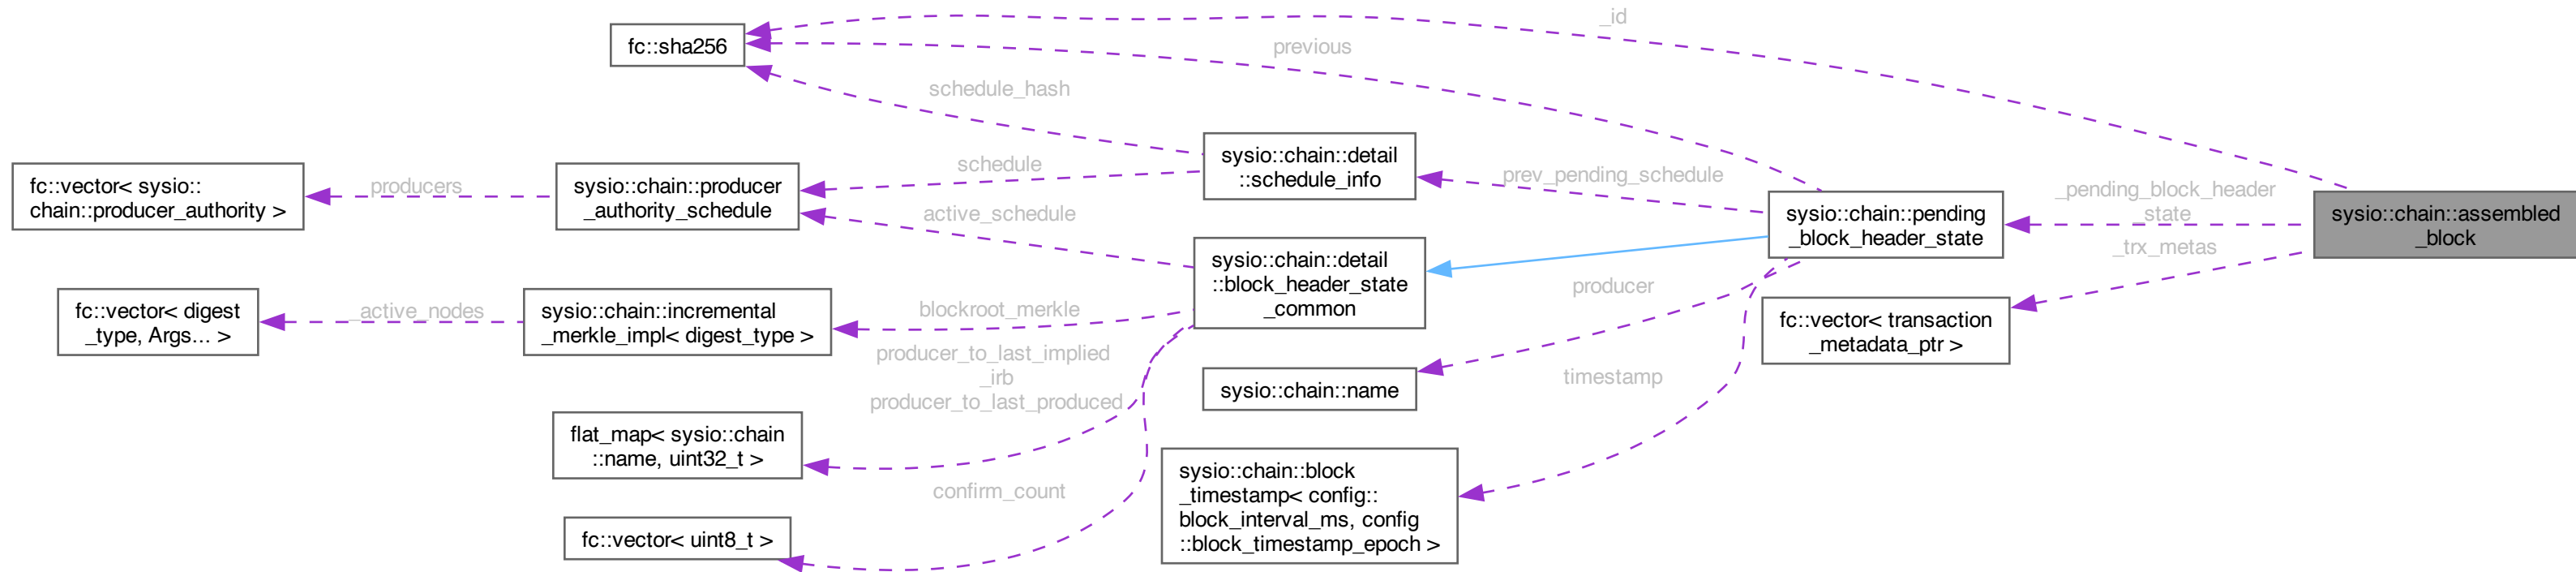 _id
fc::sha256
previous
schedule_hash
sysio::chain::detail
::schedule_info
schedule
prev_pending_schedule
fc::vector< sysio::
chain::producer_authority >
producers
sysio::chain::producer
_authority_schedule
active_schedule
sysio::chain::pending
_block_header_state
_pending_block_header
_state
_trx_metas
sysio::chain::assembled
_block
sysio::chain::detail
::block_header_state
_common
producer
fc::vector< digest
_type, Args... >
_active_nodes
sysio::chain::incremental
_merkle_impl< digest_type >
blockroot_merkle
fc::vector< transaction
_metadata_ptr >
producer_to_last_implied
_irb
producer_to_last_produced
sysio::chain::name
timestamp
flat_map< sysio::chain
::name, uint32_t >
confirm_count
sysio::chain::block
_timestamp< config::
block_interval_ms, config
::block_timestamp_epoch >
fc::vector< uint8_t >